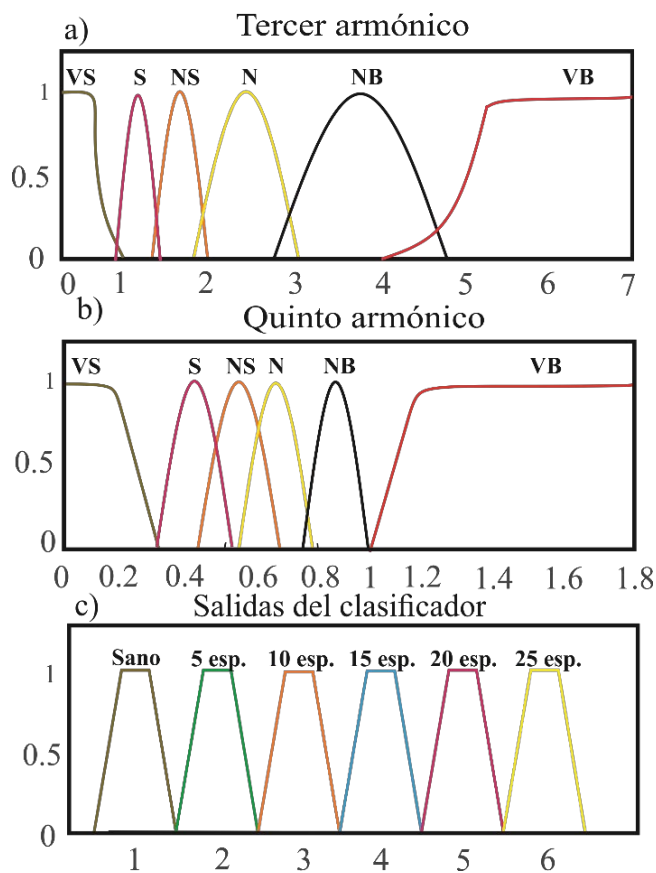 a) Tercer armónico
VS S NS N NB VB
1
0.5
0
0 1 2 3 4 5 6 7
b) Quinto armónico
VS S NS N NB VB
1
0.5
0
0 0.2 0.4 0.6 0.8 1 1.2 1.4 1.6 1.8
c) Salidas del clasificador
Sano 5 esp. 10 esp. 15 esp. 20 esp. 25 esp.
1
0.5
0
1 2 3 4 5 6